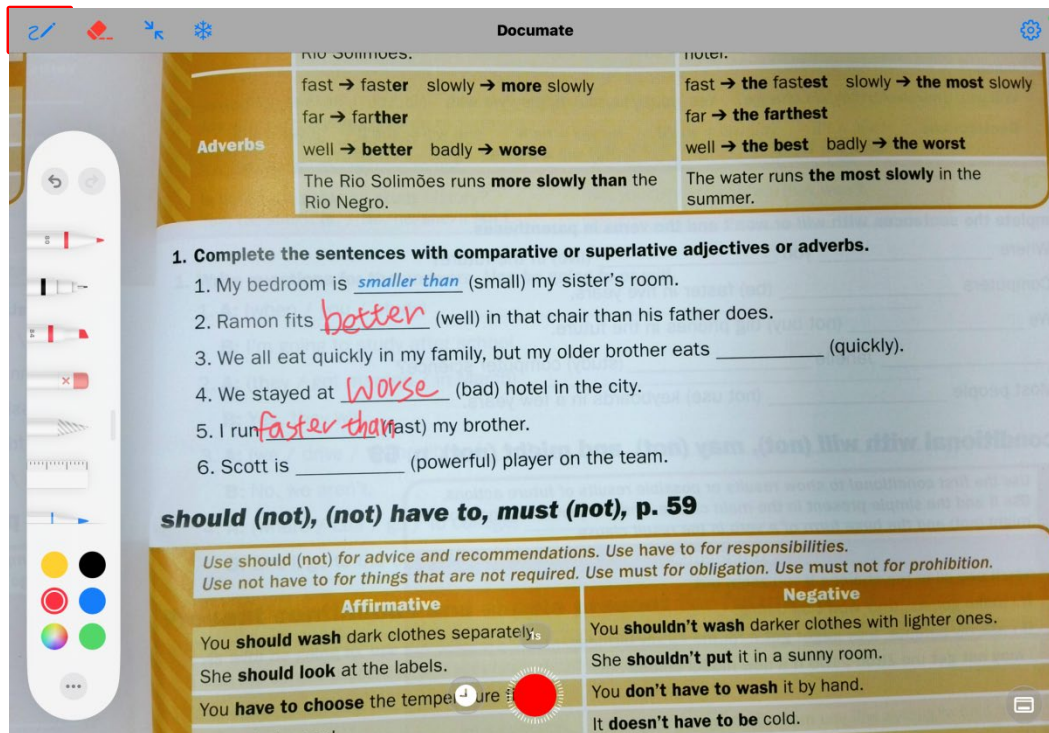 Documate
fast → faster slowly → more slowly
fast → the fastest slowly → the most slowly
far → farther
far → the farthest
Adverbs
well → better badly → worse
well → the best badly → the worst
The Rio Solimões runs more slowly than the
Rio Negro.
The water runs the most slowly in the
summer.
1. Complete the sentences with comparative or superlative adjectives or adverbs.
1. My bedroom is smaller than (small) my sister's room.
2. Ramon fits better (well) in that chair than his father does.
3. We all eat quickly in my family, but my older brother eats (quickly).
4. We stayed at Worse (bad) hotel in the city.
5. I run faster than (fast) my brother.
6. Scott is (powerful) player on the team.
should (not), (not) have to, must (not), p. 59
Use should (not) for advice and recommendations. Use have to for responsibilities.
Use not have to for things that are not required. Use must for obligation. Use must not for prohibition.
Affirmative
Negative
You should wash dark clothes separately
You shouldn't wash darker clothes with lighter ones.
She should look at the labels.
She shouldn't put it in a sunny room.
You have to choose the
You don't have to wash it by hand.
It doesn't have to be cold.